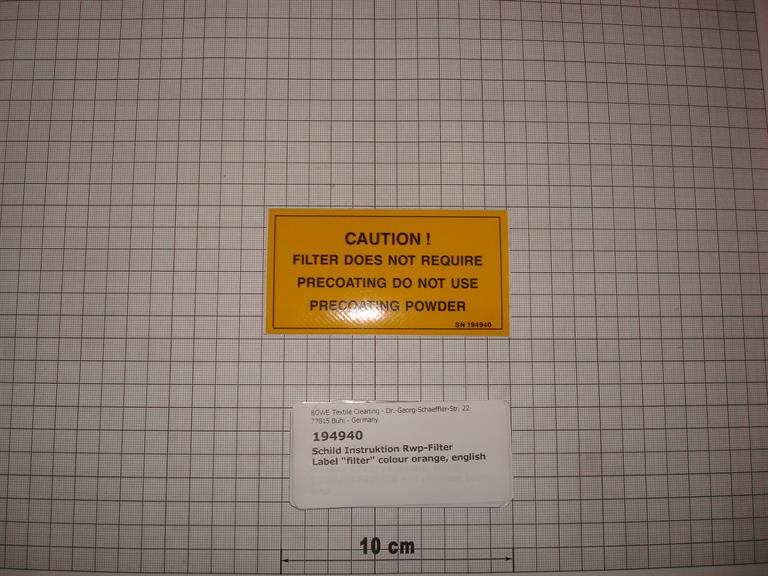 CAUTION !
FILTER DOES NOT REQUIRE
PRECOATING DO NOT USE
PRECOATING POWDER
SN 194940
BÖWE Textile Cleaning - Dr.-Georg-Schaeffler-Str. 22
77815 Bühl - Germany
194940
Schild Instruktion Rwp-Filter
Label "filter" colour orange, english
10 cm